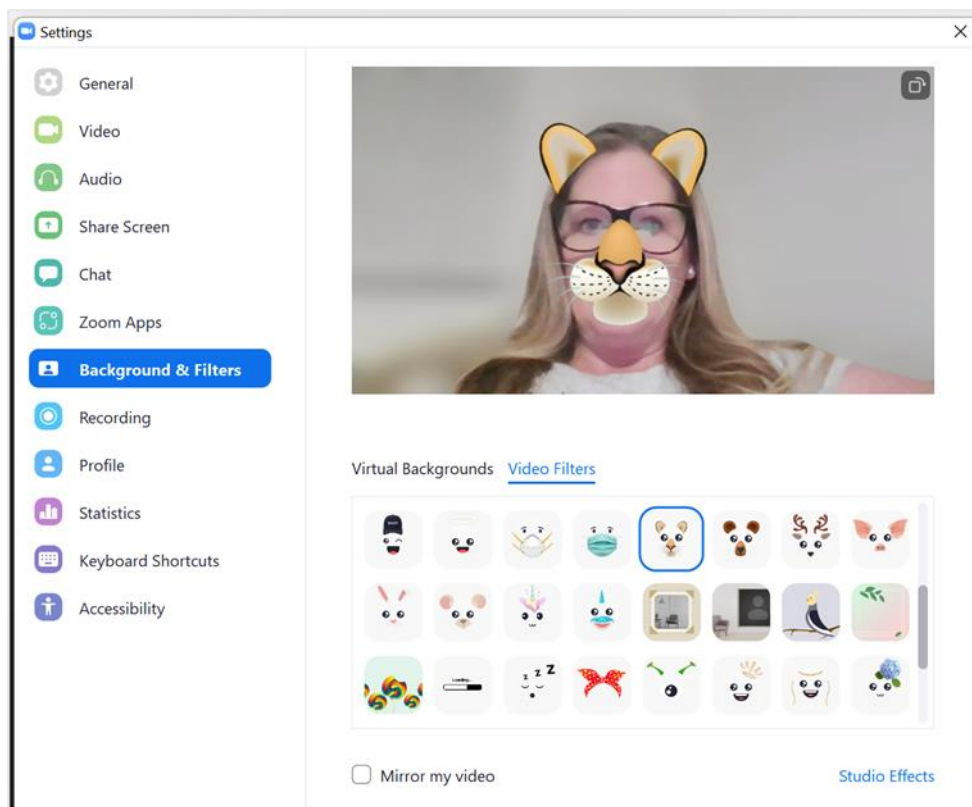 Settings
General
Video
Audio
Share Screen
Chat
Zoom Apps
Background & Filters
Recording
Profile
Statistics
Keyboard Shortcuts
Accessibility
Virtual Backgrounds Video Filters
Loading...
z z Z
Mirror my video
Studio Effects